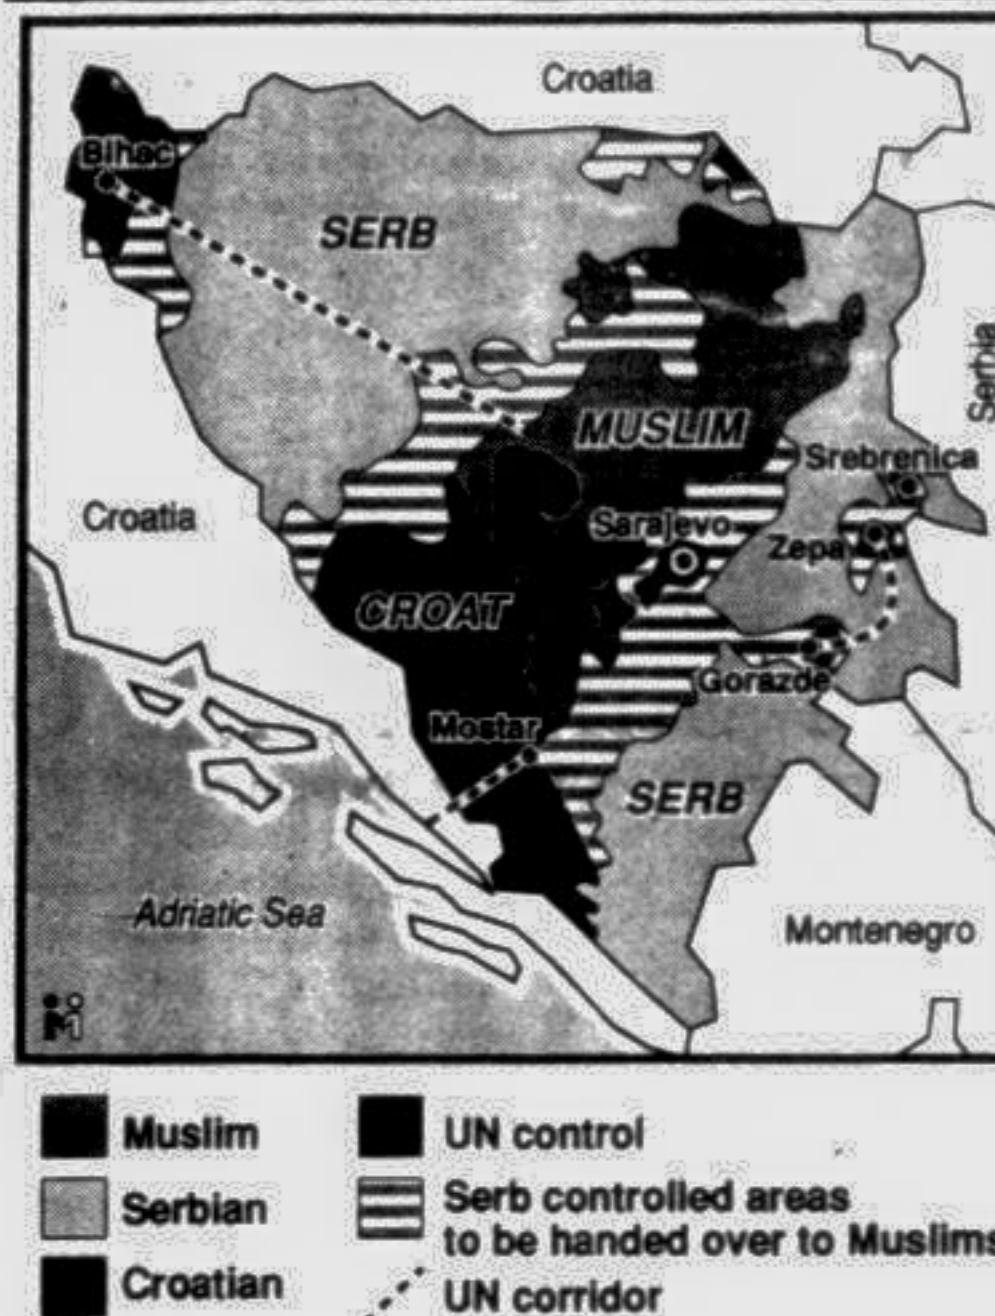 Croatia
Bihac
SERB
Serbia
MUSLIM
Srebrenica
Croatia
Sarajevo
Zepa
CROAT
Gorazde
Mostar
SERB
Adriatic Sea
Montenegro
Muslim
UN control
Serbian
Serb controlled areas
to be handed over to Muslims
Croatian
UN corridor